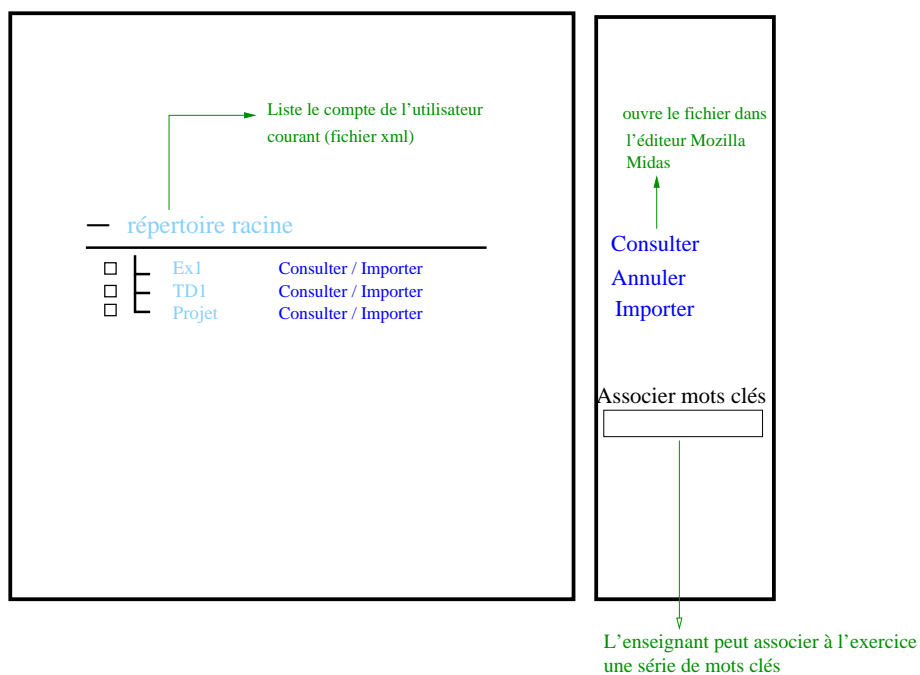 Liste le compte de l'utilisateur
courant (fichier xml)
répertoire racine
Ex1 Consulter / Importer
TD1 Consulter / Importer
Projet Consulter / Importer
ouvre le fichier dans
l'éditeur Mozilla
Midas
Consulter
Annuler
Importer
Associer mots clés
L'enseignant peut associer à l'exercice
une série de mots clés